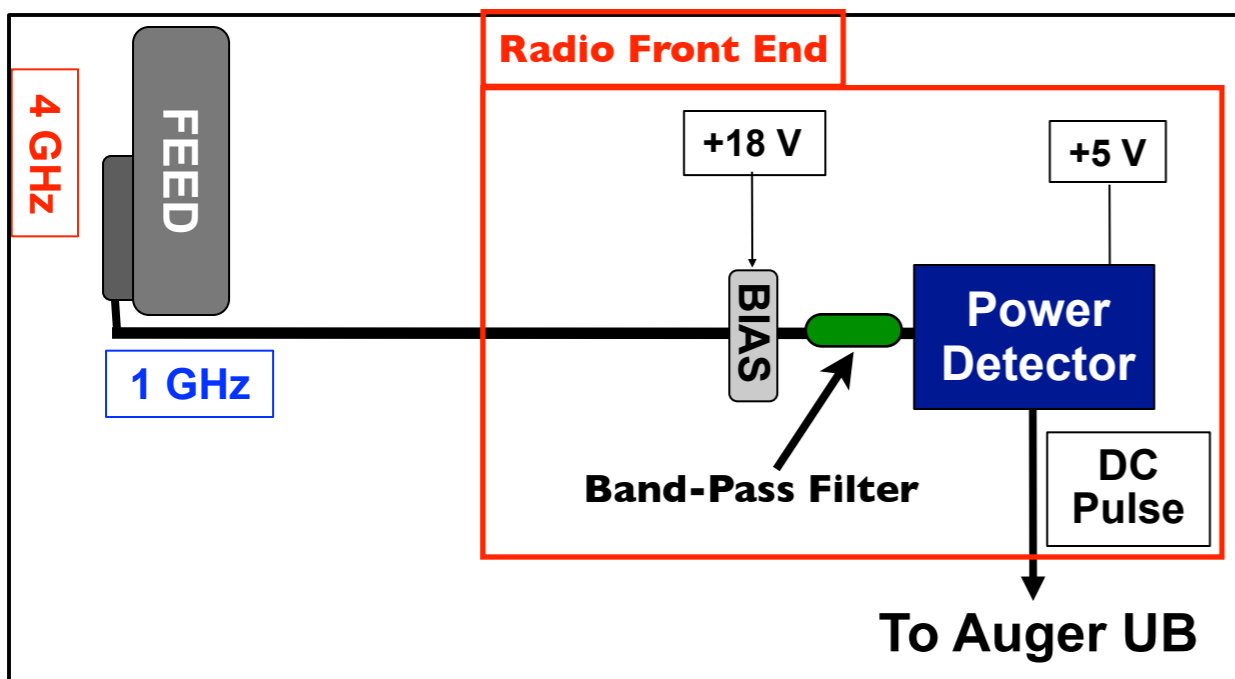 Radio Front End
4 GHz
FEED
+18 V
+5 V
BIAS
Power
Detector
1 GHz
Band-Pass Filter
DC
Pulse
To Auger UB